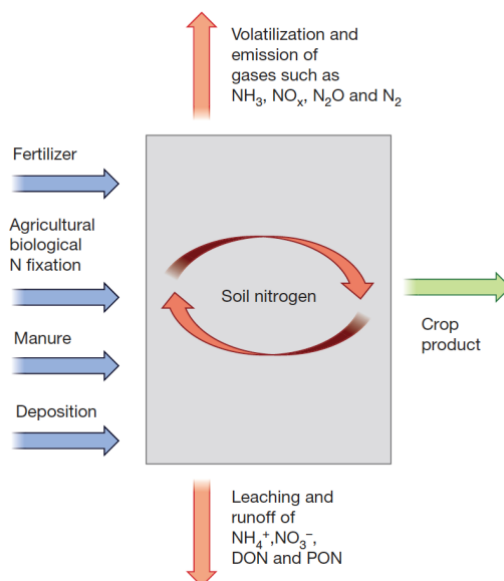 Volatilization and
emission of
gases such as
NH₃, NOₓ, N₂O and N₂
Fertilizer
Agricultural
biological
N fixation
Manure
Deposition
Soil nitrogen
Crop
product
Leaching and
runoff of
NH₄⁺,NO₃⁻,
DON and PON